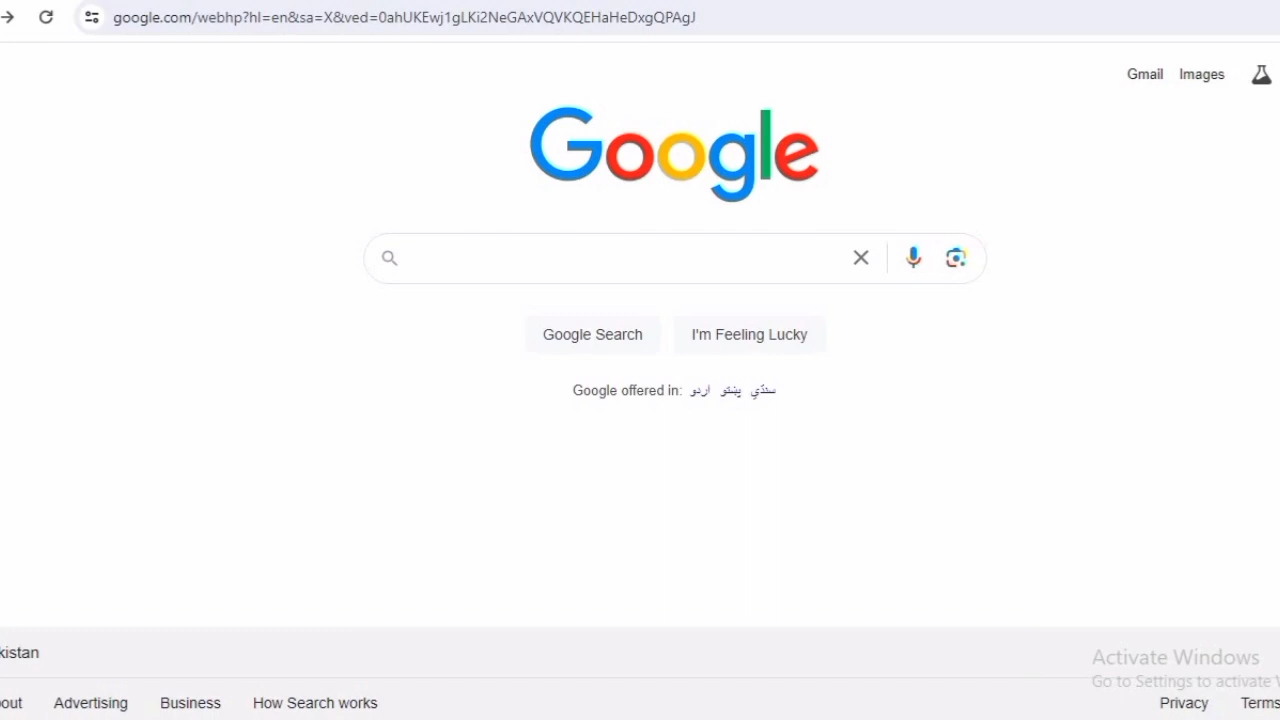 google.com/webhp?hl=en&sa=X&ved=0ahUKEwj1gLKi2NeGAxVQVKQEHaHeDxgQPAgJ
Gmail Images
Google
Google Search I'm Feeling Lucky
Google offered in: اردو پښتو سنڌي
kistan
out Advertising Business How Search works
Activate Windows
Go to Settings to activate W
Privacy Terms